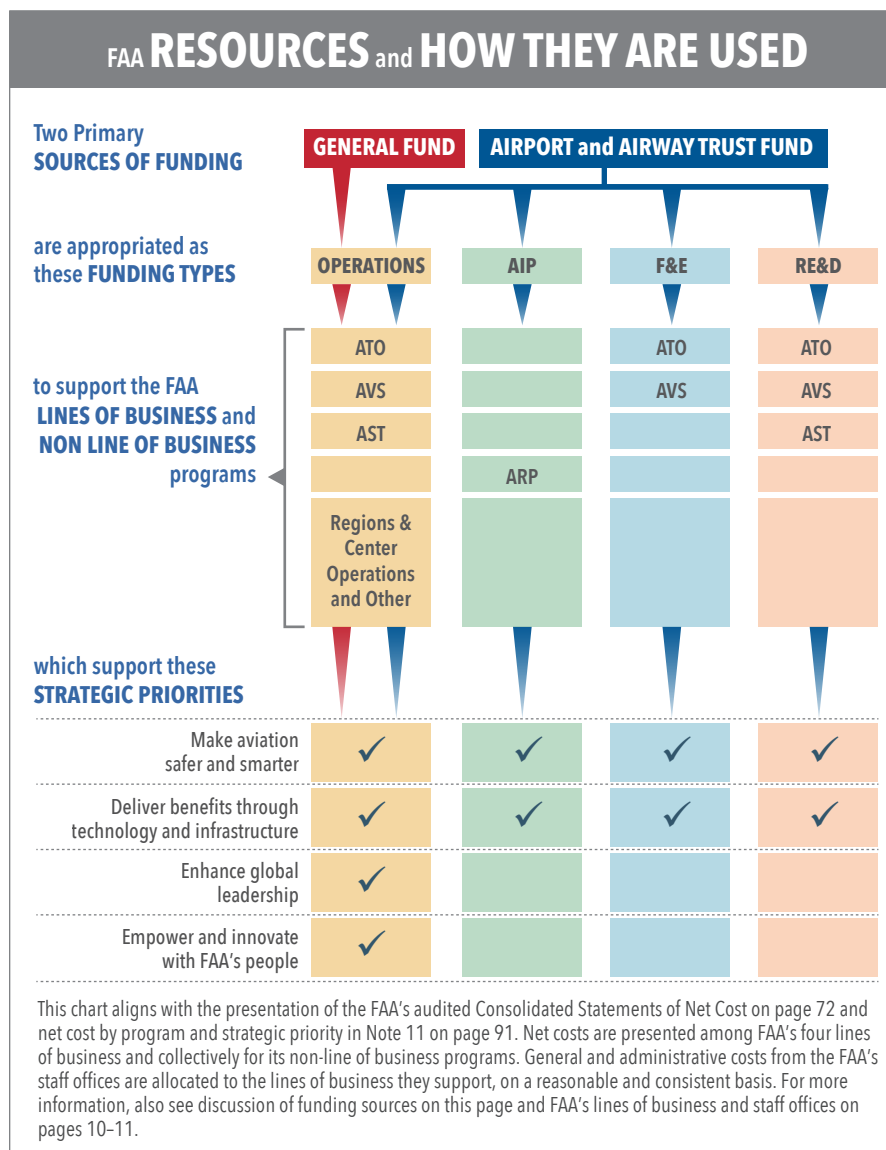 FAA RESOURCES and HOW THEY ARE USED
Two Primary
SOURCES OF FUNDING
GENERAL FUND
AIRPORT and AIRWAY TRUST FUND
are appropriated as
these FUNDING TYPES
OPERATIONS
AIP
F&E
RE&D
to support the FAA
LINES OF BUSINESS and
NON LINE OF BUSINESS
programs
ATO
ATO
ATO
AVS
AVS
AVS
AST
AST
ARP
Regions &
Center
Operations
and Other
which support these
STRATEGIC PRIORITIES
Make aviation
safer and smarter
Deliver benefits through
technology and infrastructure
Enhance global
leadership
Empower and innovate
with FAA's people
This chart aligns with the presentation of the FAA's audited Consolidated Statements of Net Cost on page 72 and
net cost by program and strategic priority in Note 11 on page 91. Net costs are presented among FAA's four lines
of business and collectively for its non-line of business programs. General and administrative costs from the FAA's
staff offices are allocated to the lines of business they support, on a reasonable and consistent basis. For more
information, also see discussion of funding sources on this page and FAA's lines of business and staff offices on
pages 10–11.